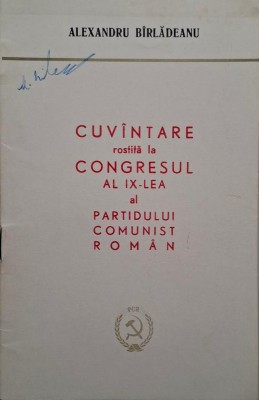 ALEXANDRU BÎRLĂDEANU
CUVÎNTARE
rostită la
CONGRESUL
AL IX-LEA
al
PARTIDULUI
COMUNIST
ROMÂN
PCR